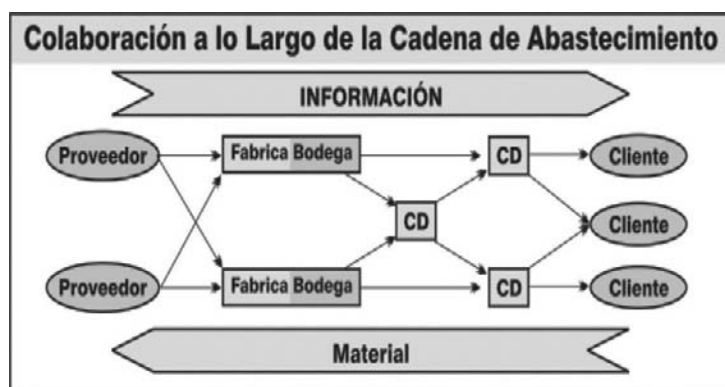 Colaboración a lo Largo de la Cadena de Abastecimiento
INFORMACIÓN
Proveedor
Fabrica Bodega
CD
Cliente
CD
Cliente
Proveedor
Fabrica Bodega
CD
Cliente
Material